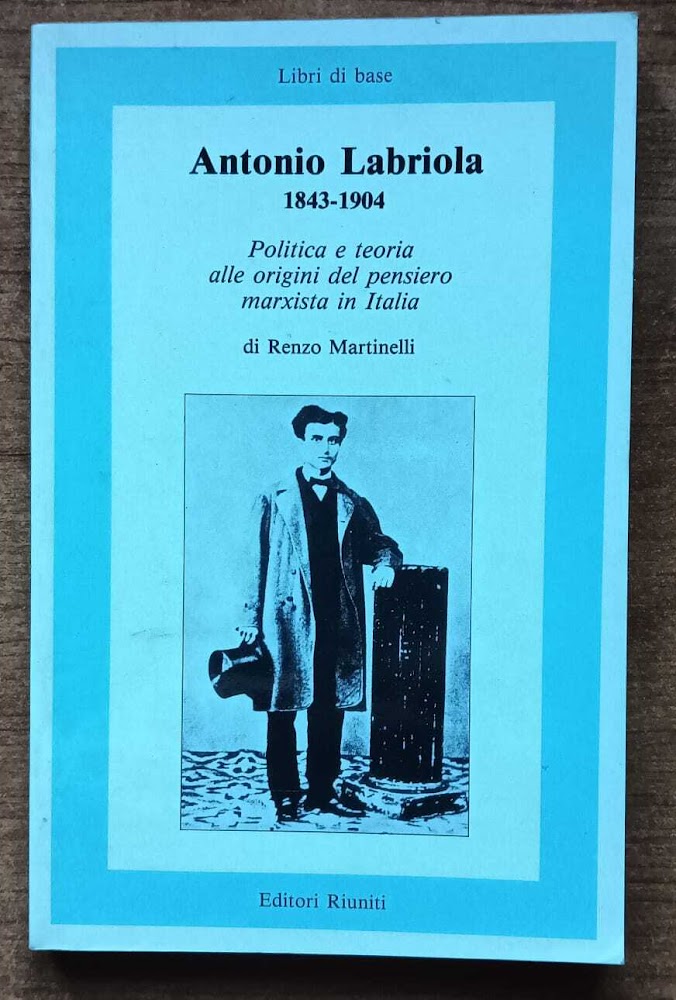 Libri di base
Antonio Labriola
1843-1904
Politica e teoria
alle origini del pensiero
marxista in Italia
di Renzo Martinelli
Editori Riuniti